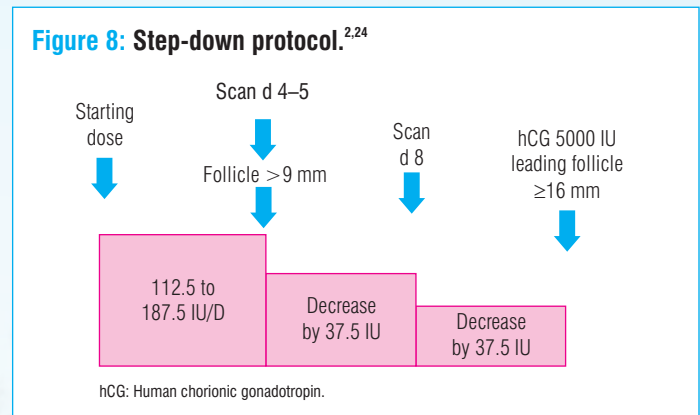 Figure 8: Step-down protocol.2,24
Starting
dose
Scan d 4–5
Follicle >9 mm
Scan
d 8
hCG 5000 IU
leading follicle
≥16 mm
112.5 to
187.5 IU/D
Decrease
by 37.5 IU
Decrease
by 37.5 IU
hCG: Human chorionic gonadotropin.